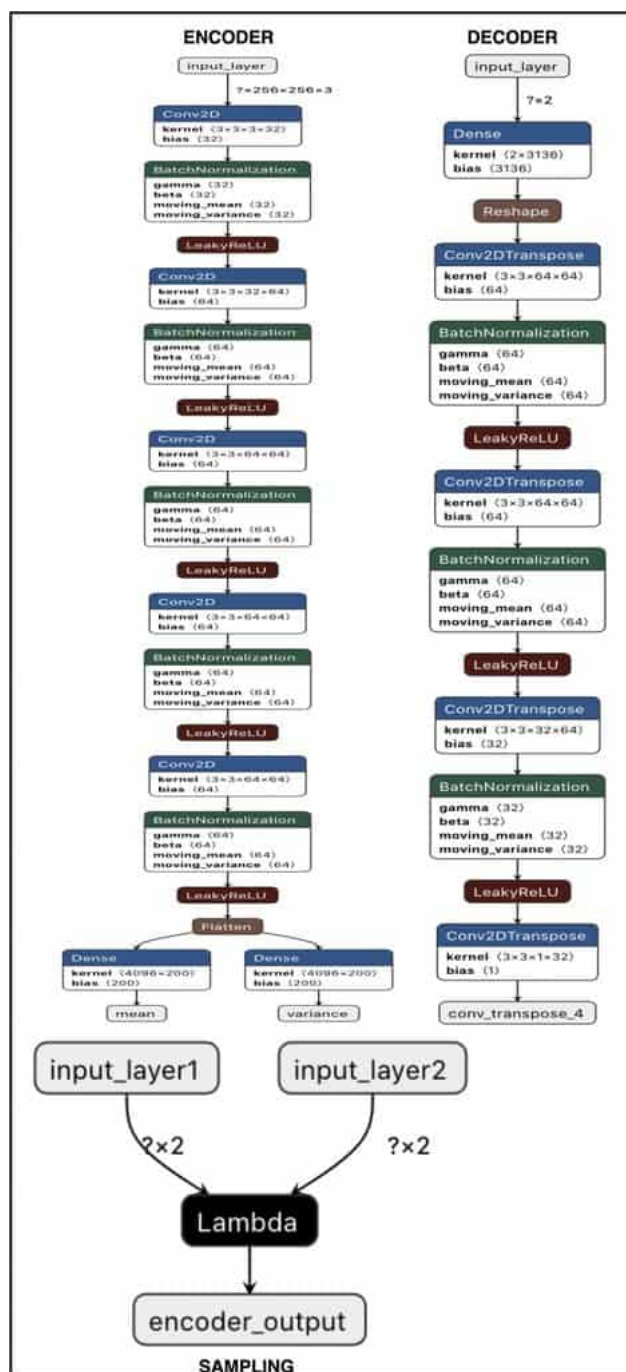 ENCODER
input_layer
?×256×256×3
Conv2D
kernel (3×3×3×32)
bias (32)
BatchNormalization
gamma (32)
beta (32)
moving_mean (32)
moving_variance (32)
LeakyReLU
Conv2D
kernel (3×3×32×64)
bias (64)
BatchNormalization
gamma (64)
beta (64)
moving_mean (64)
moving_variance (64)
LeakyReLU
Conv2D
kernel (3×3×64×64)
bias (64)
BatchNormalization
gamma (64)
beta (64)
moving_mean (64)
moving_variance (64)
LeakyReLU
Conv2D
kernel (3×3×64×64)
bias (64)
BatchNormalization
gamma (64)
beta (64)
moving_mean (64)
moving_variance (64)
LeakyReLU
Conv2D
kernel (3×3×64×64)
bias (64)
BatchNormalization
gamma (64)
beta (64)
moving_mean (64)
moving_variance (64)
LeakyReLU
Flatten
Dense
kernel (4096×200)
bias (200)
mean
Dense
kernel (4096×200)
bias (200)
variance
DECODER
input_layer
?×2
Dense
kernel (2×3136)
bias (3136)
Reshape
Conv2DTranspose
kernel (3×3×64×64)
bias (64)
BatchNormalization
gamma (64)
beta (64)
moving_mean (64)
moving_variance (64)
LeakyReLU
Conv2DTranspose
kernel (3×3×64×64)
bias (64)
BatchNormalization
gamma (64)
beta (64)
moving_mean (64)
moving_variance (64)
LeakyReLU
Conv2DTranspose
kernel (3×3×32×64)
bias (32)
BatchNormalization
gamma (32)
beta (32)
moving_mean (32)
moving_variance (32)
LeakyReLU
Conv2DTranspose
kernel (3×3×1×32)
bias (1)
conv_transpose_4
input_layer1
input_layer2
?×2
?×2
Lambda
encoder_output
SAMPLING